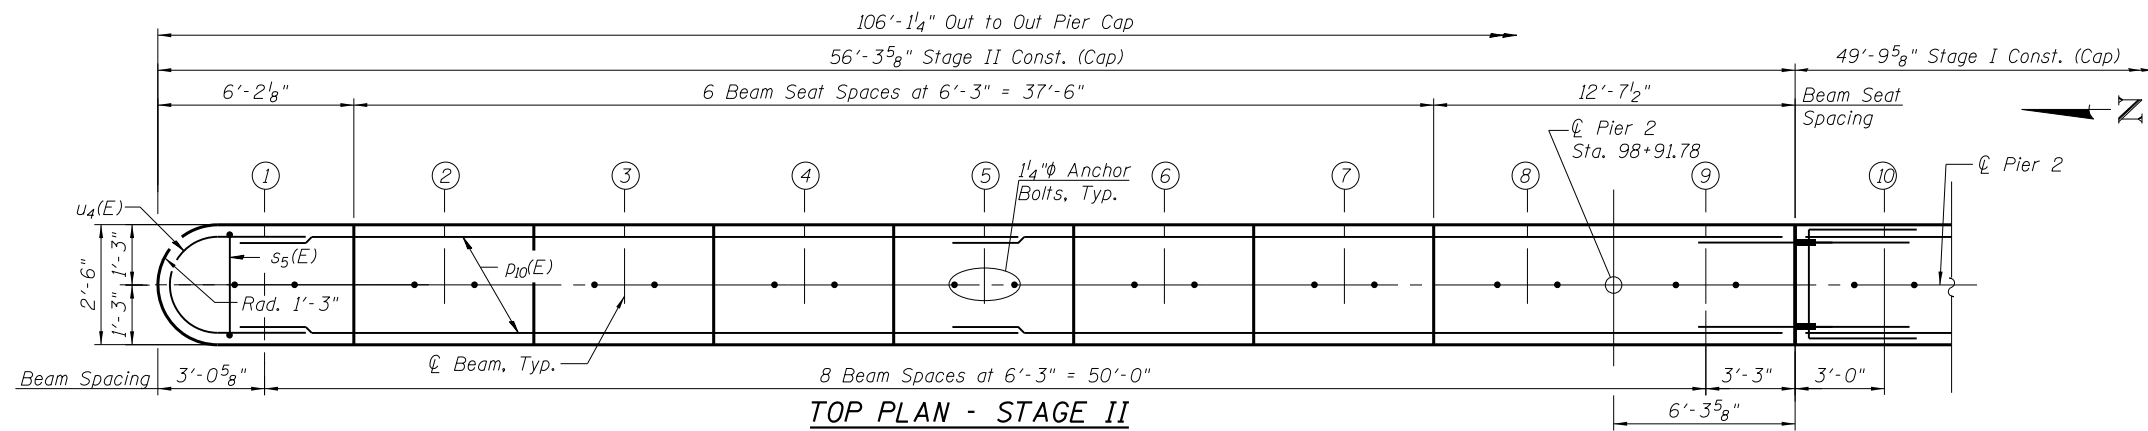 106'-1¼" Out to Out Pier Cap
56'-3⅝" Stage II Const. (Cap)
49'-9⅝" Stage I Const. (Cap)
6'-2⅛"
6 Beam Seat Spaces at 6'-3" = 37'-6"
12'-7½"
Beam Seat
Spacing
N
℄ Pier 2
Sta. 98+91.78
1¼"ϕ Anchor
Bolts, Typ.
℄ Pier 2
1
2
3
4
5
6
7
8
9
10
u4(E)
s5(E)
p10(E)
2'-6"
1'-3"
1'-3"
Rad. 1'-3"
℄ Beam, Typ.
Beam Spacing
3'-0⅝"
8 Beam Spaces at 6'-3" = 50'-0"
3'-3"
3'-0"
6'-3⅝"
TOP PLAN - STAGE II